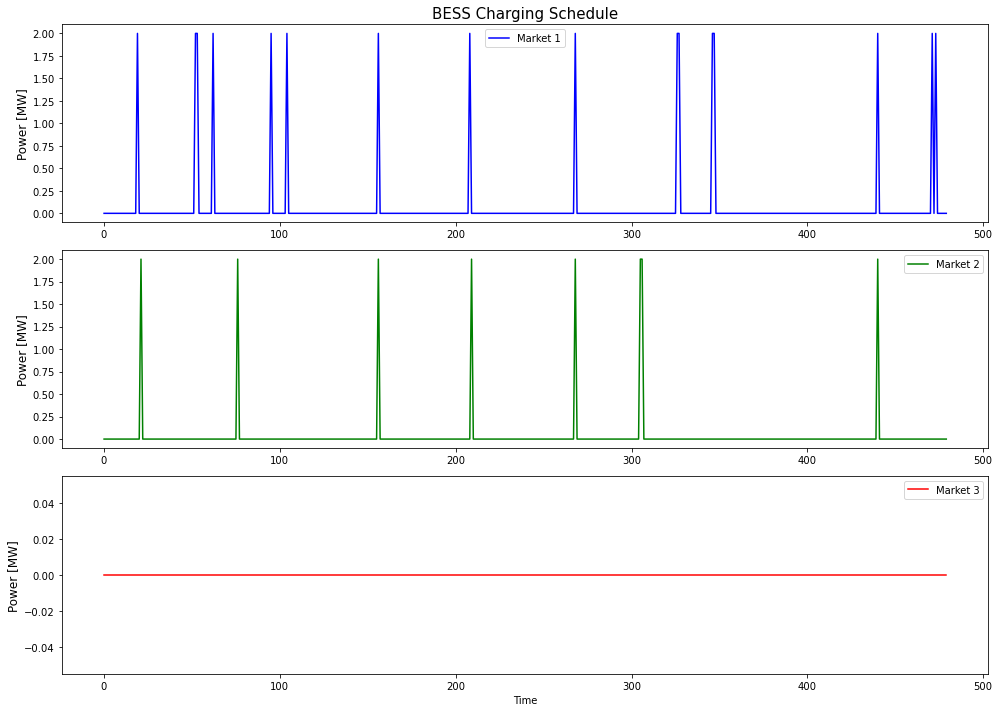 BESS Charging Schedule
Market 1
Power [MW]
2.00
1.75
1.50
1.25
1.00
0.75
0.50
0.25
0.00
0 100 200 300 400 500
Market 2
Power [MW]
2.00
1.75
1.50
1.25
1.00
0.75
0.50
0.25
0.00
0 100 200 300 400 500
Market 3
Power [MW]
0.04
0.02
0.00
−0.02
−0.04
0 100 200 300 400 500
Time